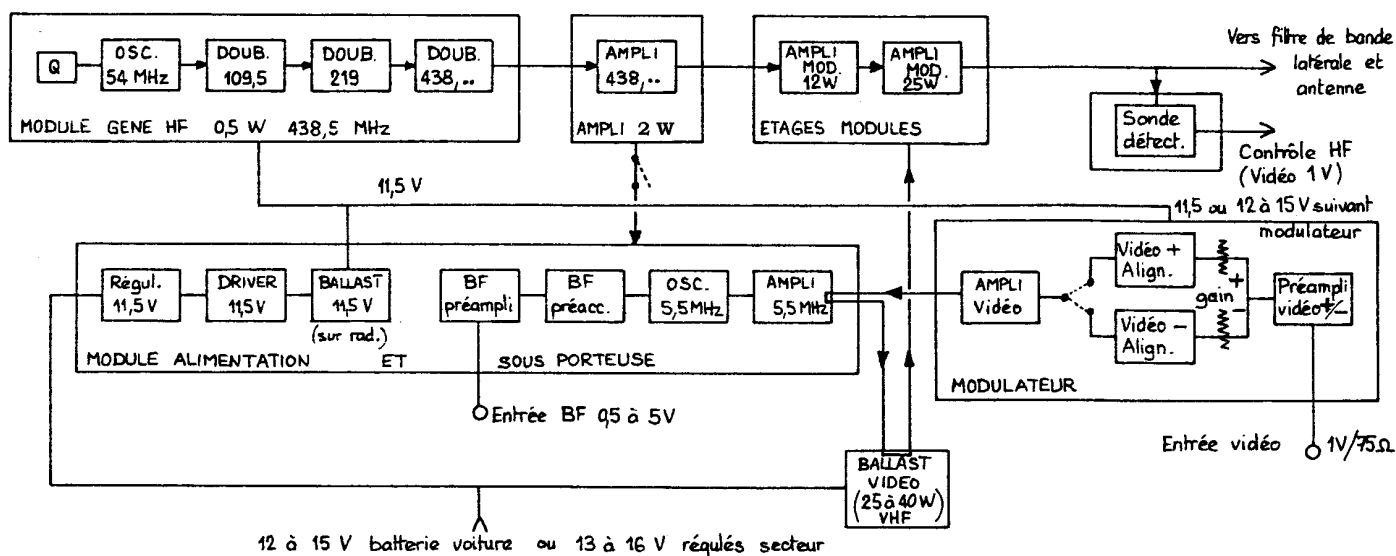 Q
OSC.
54 MHz
DOUB.
109,5
DOUB.
219
DOUB.
438,..
MODULE GENE HF 0,5 W 438,5 MHz
AMPLI
438,..
AMPLI 2 W
AMPLI
MOD.
12W
AMPLI
MOD.
25W
ETAGES MODULES
Vers filtre de bande
latérale et
antenne
Sonde
détect.
Contrôle HF
(Vidéo 1 V)
11,5 V
11,5 ou 12 à 15 V suivant
modulateur
Régul.
11,5 V
DRIVER
11,5V
BALLAST
11,5 V
(sur rad.)
BF
préampli
BF
préacc.
OSC.
5,5 MHz
AMPLI
5,5 MHz
MODULE ALIMENTATION ET SOUS PORTEUSE
AMPLI
Vidéo
Vidéo +
Align.
Vidéo -
Align.
gain
+
-
Préampli
vidéo +/-
MODULATEUR
Entrée BF 0,5 à 5V
Entrée vidéo 1V/75Ω
BALLAST
VIDEO
(25 à 40W)
VHF
12 à 15 V batterie voiture ou 13 à 16 V régulés secteur